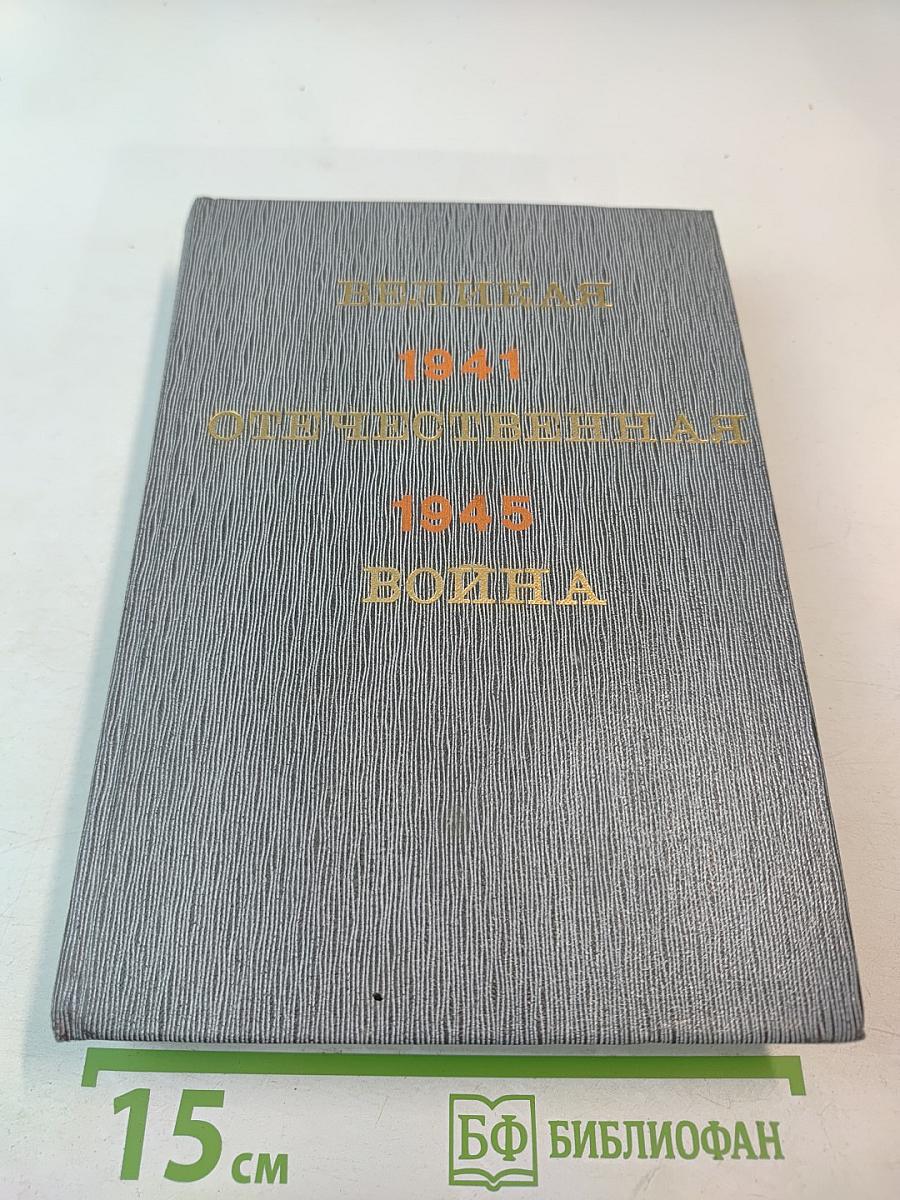 ВЕЛИКАЯ
1941
ОТЕЧЕСТВЕННАЯ
1945
ВОЙНА
15 см
БФ БИБЛИОФАН